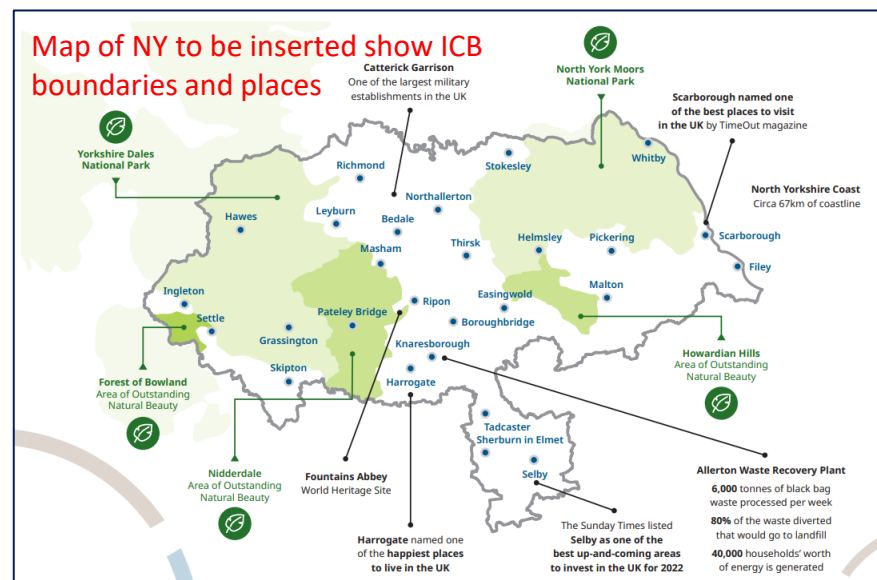 Map of NY to be inserted show ICB
boundaries and places
Catterick Garrison
One of the largest military
establishments in the UK
North York Moors
National Park
Scarborough named one
of the best places to visit
in the UK by TimeOut magazine
Yorkshire Dales
National Park
Richmond
Stokesley
Whitby
North Yorkshire Coast
Circa 67km of coastline
Hawes
Leyburn
Northallerton
Bedale
Masham
Thirsk
Helmsley
Pickering
Scarborough
Filey
Ingleton
Settle
Pateley Bridge
Ripon
Easingwold
Malton
Boroughbridge
Grassington
Knaresborough
Skipton
Harrogate
Howardian Hills
Area of Outstanding
Natural Beauty
Forest of Bowland
Area of Outstanding
Natural Beauty
Tadcaster
Sherburn in Elmet
Selby
Nidderdale
Area of Outstanding
Natural Beauty
Fountains Abbey
World Heritage Site
Allerton Waste Recovery Plant
6,000 tonnes of black bag
waste processed per week
80% of the waste diverted
that would go to landfill
40,000 households’ worth
of energy is generated
Harrogate named one
of the happiest places
to live in the UK
The Sunday Times listed
Selby as one of the
best up-and-coming areas
to invest in the UK for 2022